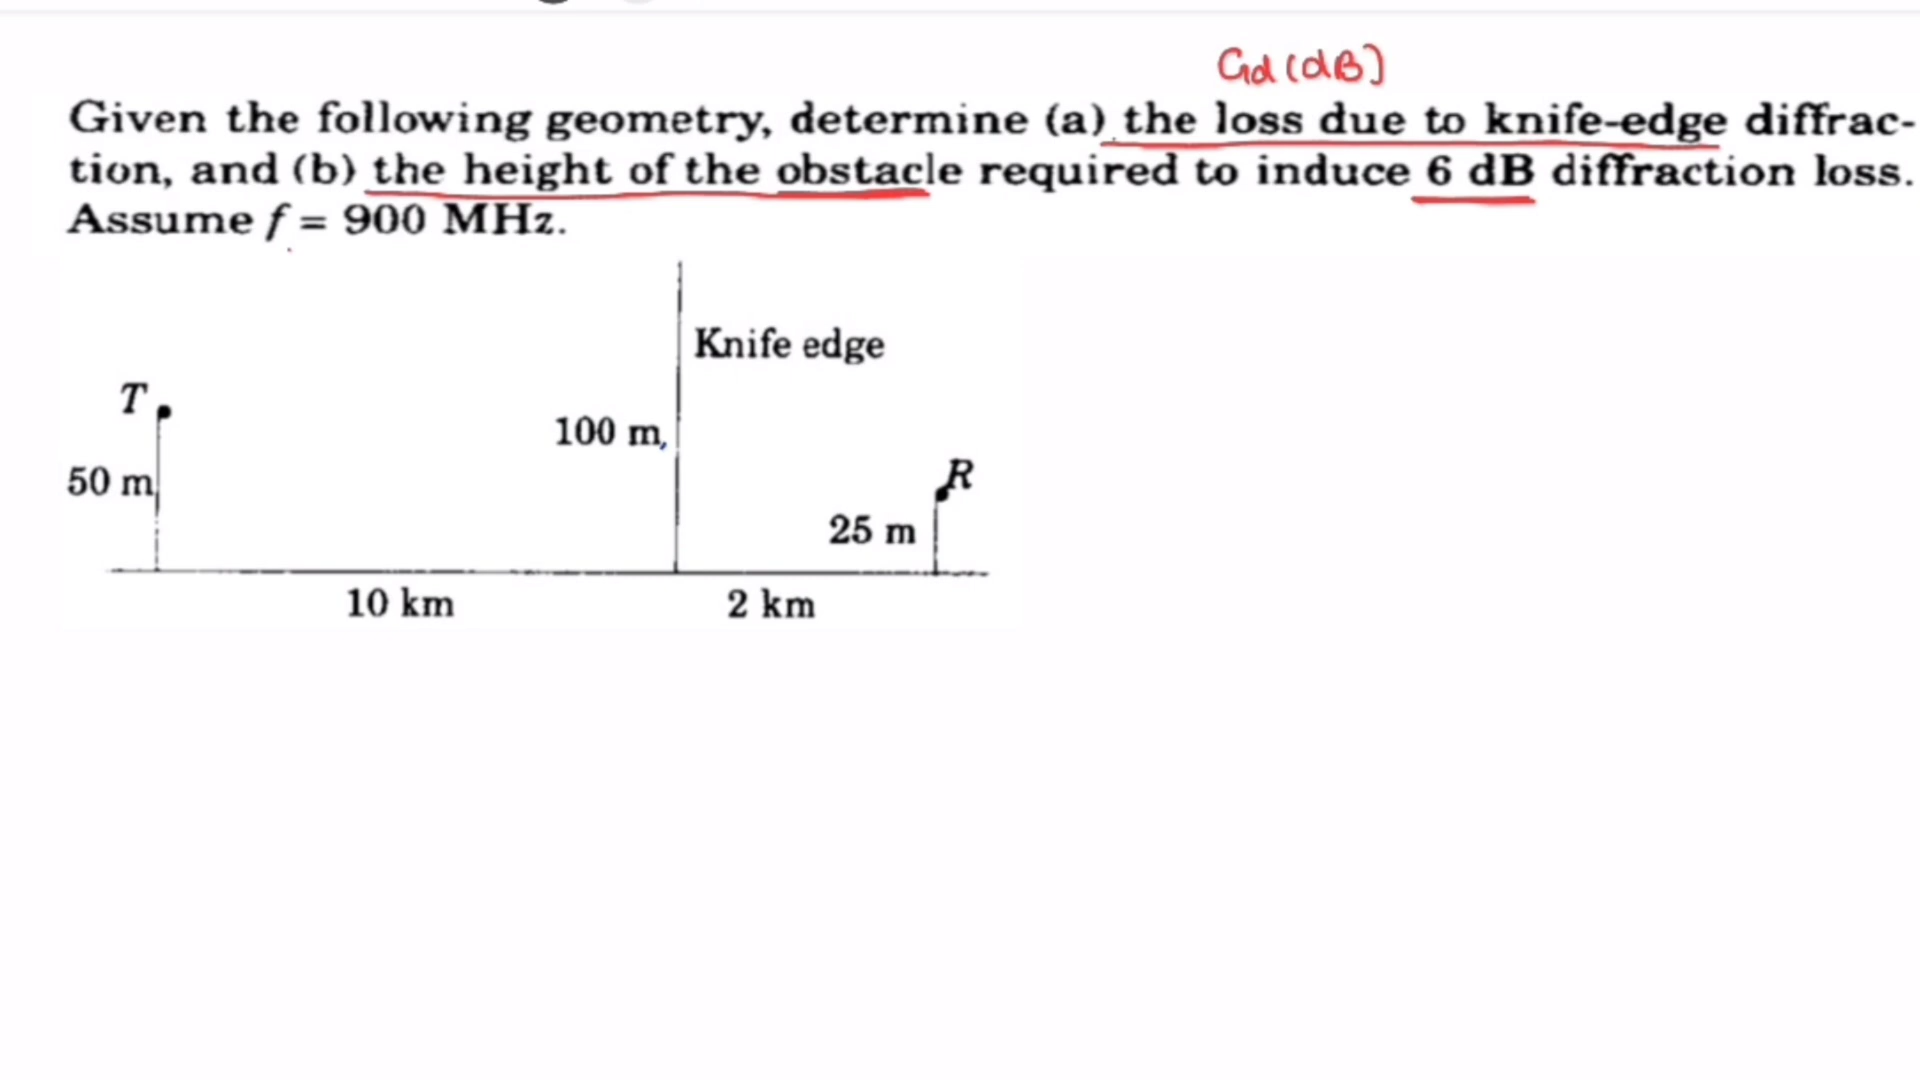 Gd (dB)
Given the following geometry, determine (a) the loss due to knife-edge diffrac-
tion, and (b) the height of the obstacle required to induce 6 dB diffraction loss.
Assume f = 900 MHz.
Knife edge
T
100 m
R
50 m
25 m
10 km
2 km